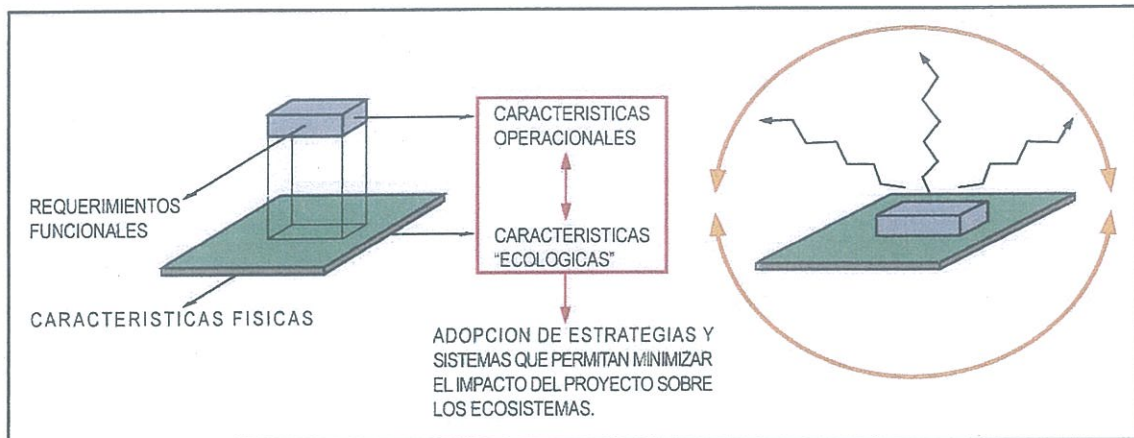 CARACTERISTICAS
OPERACIONALES
REQUERIMIENTOS
FUNCIONALES
CARACTERISTICAS
“ECOLOGICAS”
CARACTERISTICAS FISICAS
ADOPCION DE ESTRATEGIAS Y
SISTEMAS QUE PERMITAN MINIMIZAR
EL IMPACTO DEL PROYECTO SOBRE
LOS ECOSISTEMAS.